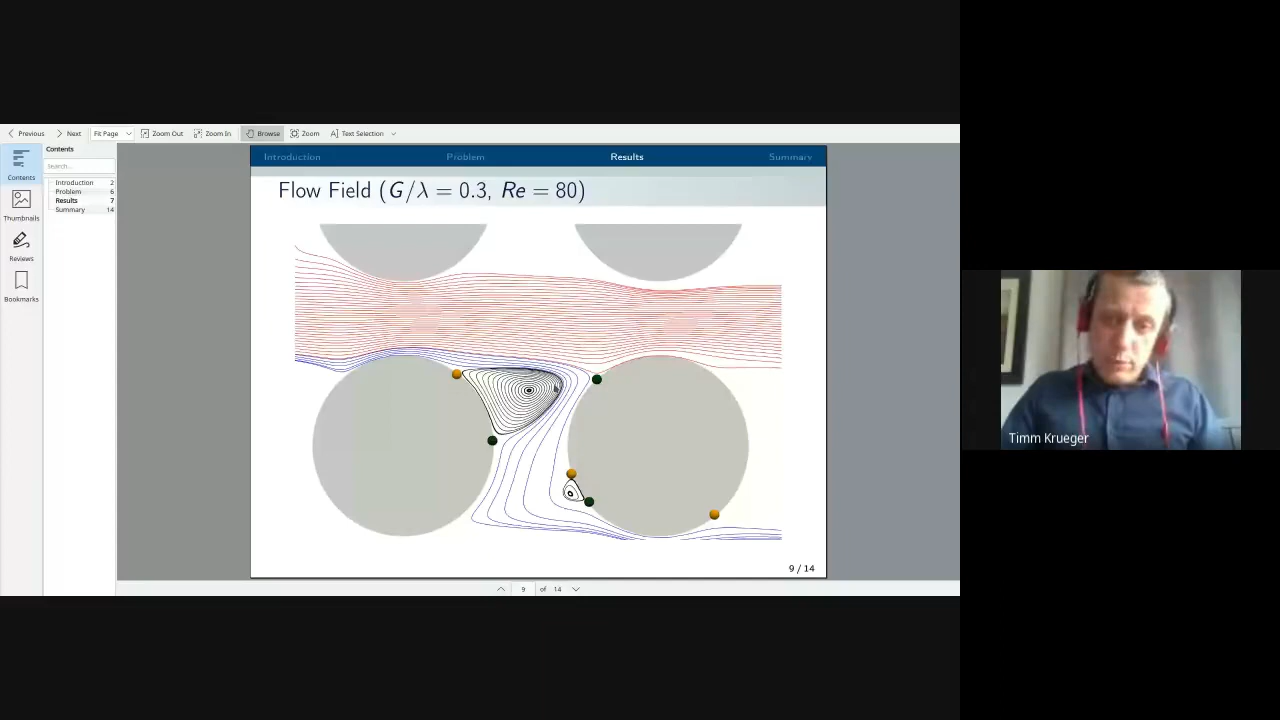 Previous Next Fit Page Zoom Out Zoom In Browse Zoom Text Selection
Contents
Search...
Introduction 2
Problem 6
Results 7
Summary 14
Contents
Thumbnails
Reviews
Bookmarks
Introduction Problem Results Summary
Flow Field (G/λ = 0.3, Re = 80)
9 / 14
9 of 14
Timm Krueger